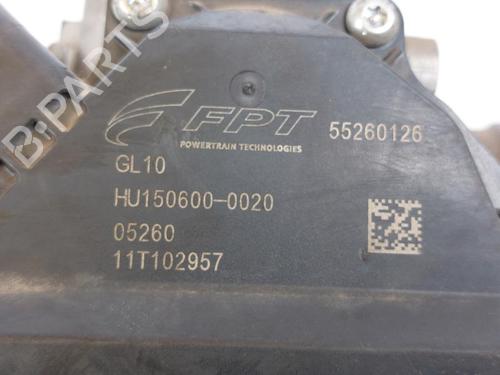 B-PARTS
FPT 55260126
POWERTRAIN TECHNOLOGIES
GL10
HU150600-0020
05260
11T102957